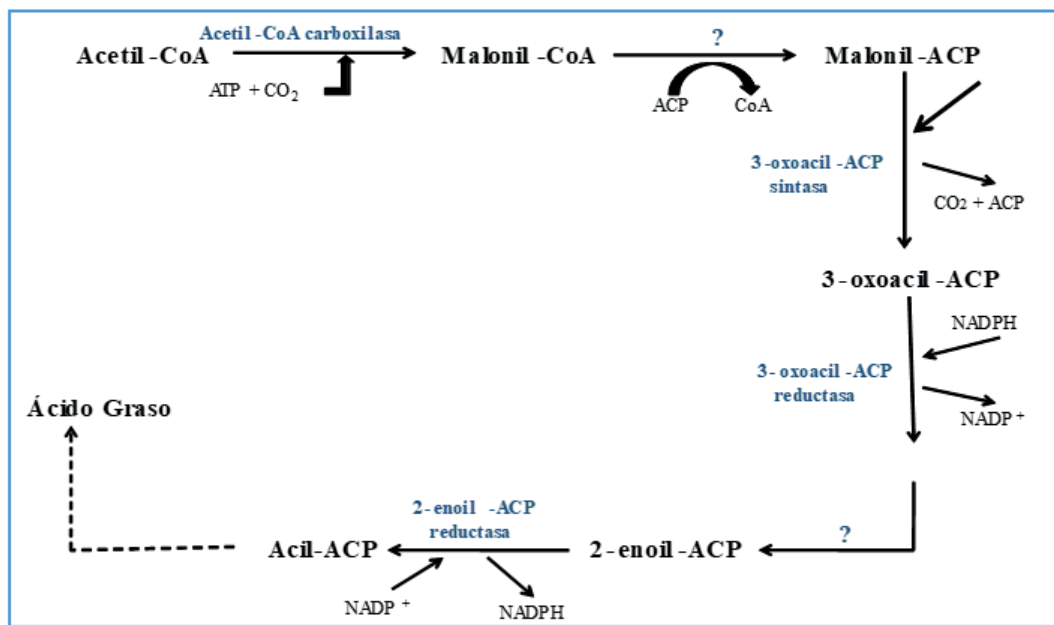 Acetil-CoA carboxilasa
Acetil-CoA
Malonil-CoA
?
Malonil-ACP
ATP + CO2
ACP
CoA
3-oxoacil-ACP
sintasa
CO2 + ACP
3-oxoacil-ACP
NADPH
3-oxoacil-ACP
reductasa
NADP+
Ácido Graso
2-enoil -ACP
reductasa
Acil-ACP
2-enoil-ACP
?
NADP+
NADPH